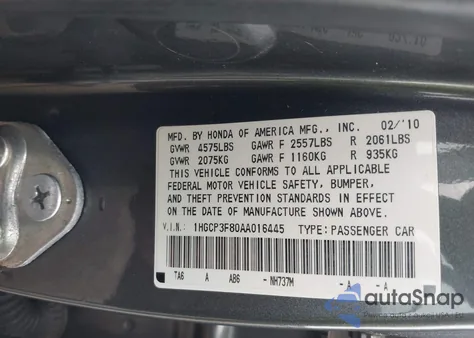 MFD. BY HONDA OF AMERICA MFG., INC. 02/'10
GVWR 4575LBS GAWR F 2557LBS R 2061LBS
GVWR 2075KG GAWR F 1160KG R 935KG
THIS VEHICLE CONFORMS TO ALL APPLICABLE
FEDERAL MOTOR VEHICLE SAFETY, BUMPER,
AND THEFT PREVENTION STANDARDS IN EFFECT
ON THE DATE OF MANUFACTURE SHOWN ABOVE.
V.I.N.: 1HGCP3F80AA016445 TYPE: PASSENGER CAR
TA6 A AB6 - NH737M -A -A
autoSnap